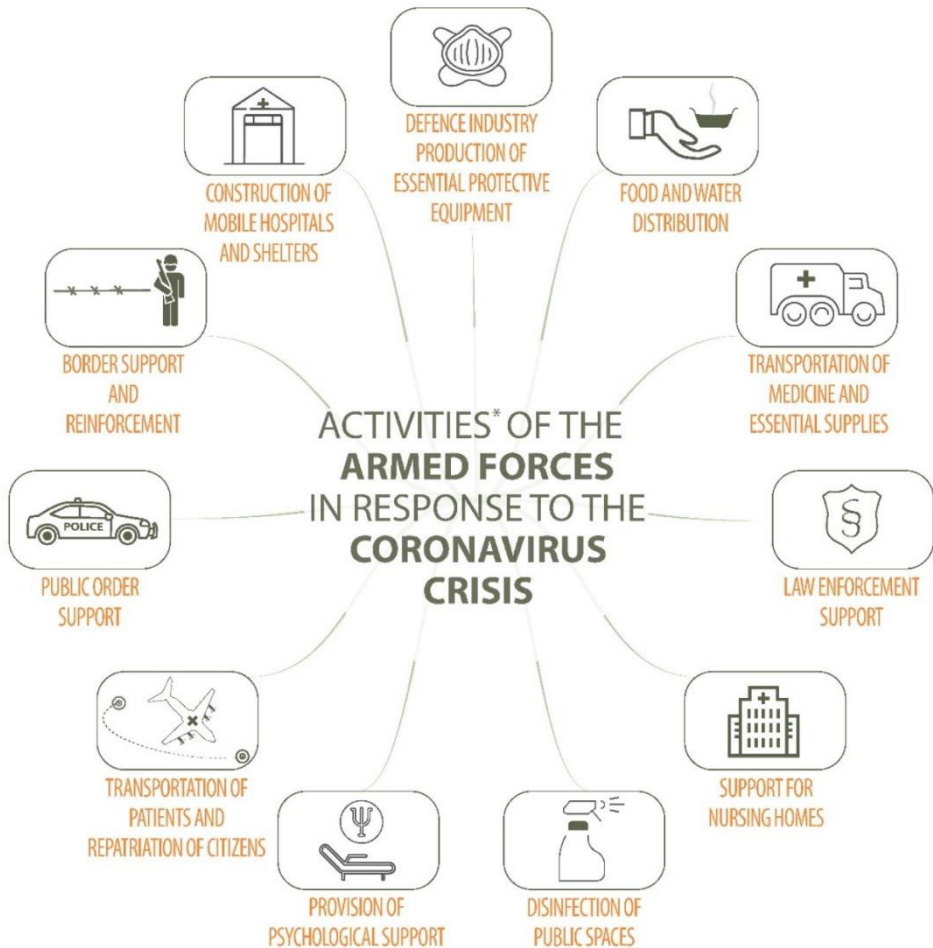 DEFENCE INDUSTRY
PRODUCTION OF
ESSENTIAL PROTECTIVE
EQUIPMENT
FOOD AND WATER
DISTRIBUTION
TRANSPORTATION OF
MEDICINE AND
ESSENTIAL SUPPLIES
§
LAW ENFORCEMENT
SUPPORT
SUPPORT FOR
NURSING HOMES
DISINFECTION OF
PUBLIC SPACES
Ψ
PROVISION OF
PSYCHOLOGICAL SUPPORT
TRANSPORTATION OF
PATIENTS AND
REPATRIATION OF CITIZENS
POLICE
PUBLIC ORDER
SUPPORT
BORDER SUPPORT
AND
REINFORCEMENT
CONSTRUCTION OF
MOBILE HOSPITALS
AND SHELTERS
ACTIVITIES* OF THE
ARMED FORCES
IN RESPONSE TO THE
CORONAVIRUS
CRISIS